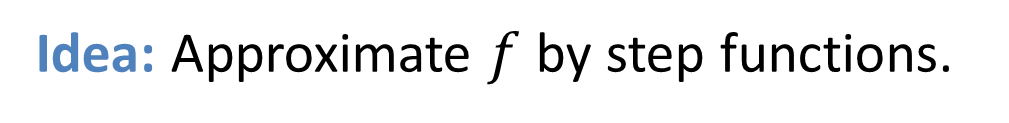 Idea: Approximate f by step functions.